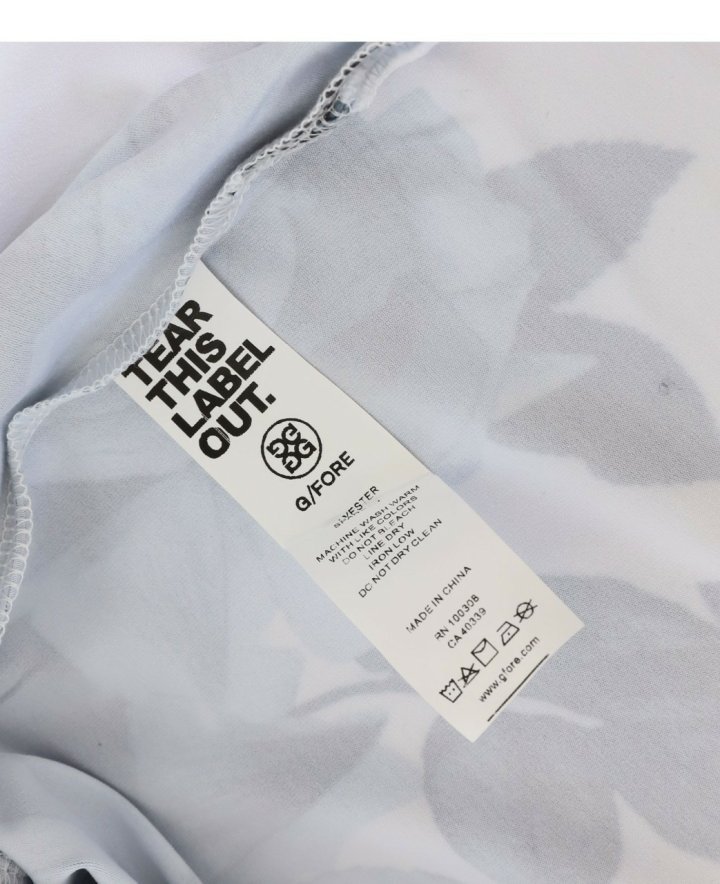 TEAR
THIS
LABEL
OUT.
G/FORE
MACHINE WASH WARM
WITH LIKE COLORS
DO NOT BLEACH
LINE DRY
IRON LOW
DO NOT DRY CLEAN
MADE IN CHINA
RN 100308
CA 40339
www.gfore.com